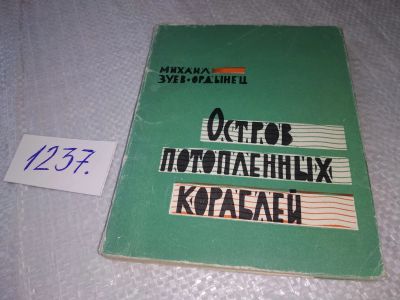 МИХАИЛ
ЗУЕВ-ОРДЫНЕЦ
ОСТРОВ
ПОТОПЛЕННЫХ
КОРАБЛЕЙ
1237.